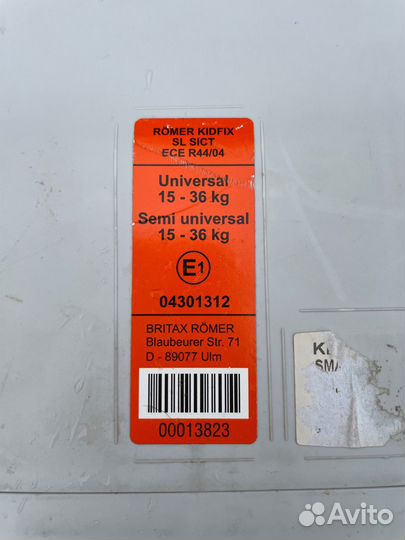 RÖMER KIDFIX
SL SICT
ECE R44/04
Universal
15 - 36 kg
Semi universal
15 - 36 kg
E1
04301312
BRITAX RÖMER
Blaubeurer Str. 71
D - 89077 Ulm
00013823
Avito